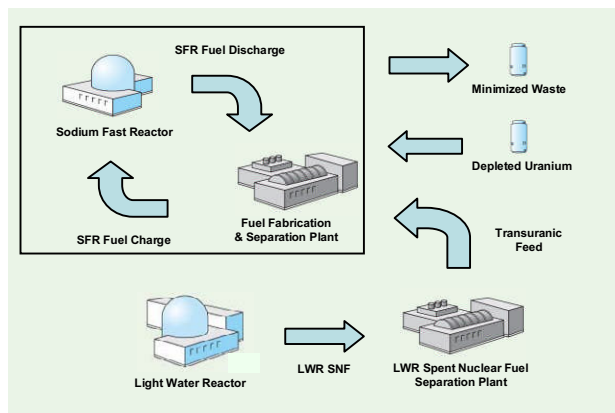 SFR Fuel Discharge
Sodium Fast Reactor
Minimized Waste
Depleted Uranium
Fuel Fabrication
& Separation Plant
SFR Fuel Charge
Transuranic
Feed
Light Water Reactor
LWR SNF
LWR Spent Nuclear Fuel
Separation Plant